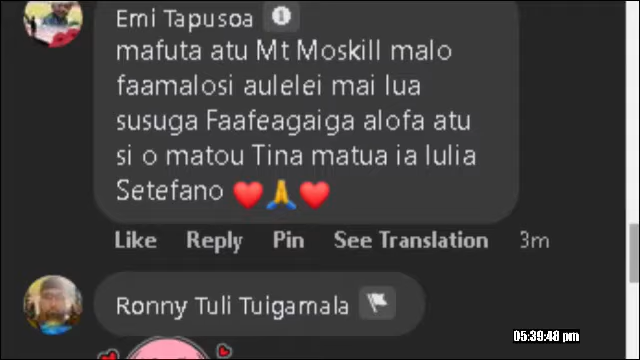 Emi Tapusoa
mafuta atu Mt Moskill malo
faamalosi aulelei mai lua
susuga Faafeagaiga alofa atu
si o matou Tina matua ia Iulia
Setefano ❤️🙏❤️
Like Reply Pin See Translation 3m
Ronny Tuli Tuigamala
05:39:48 pm